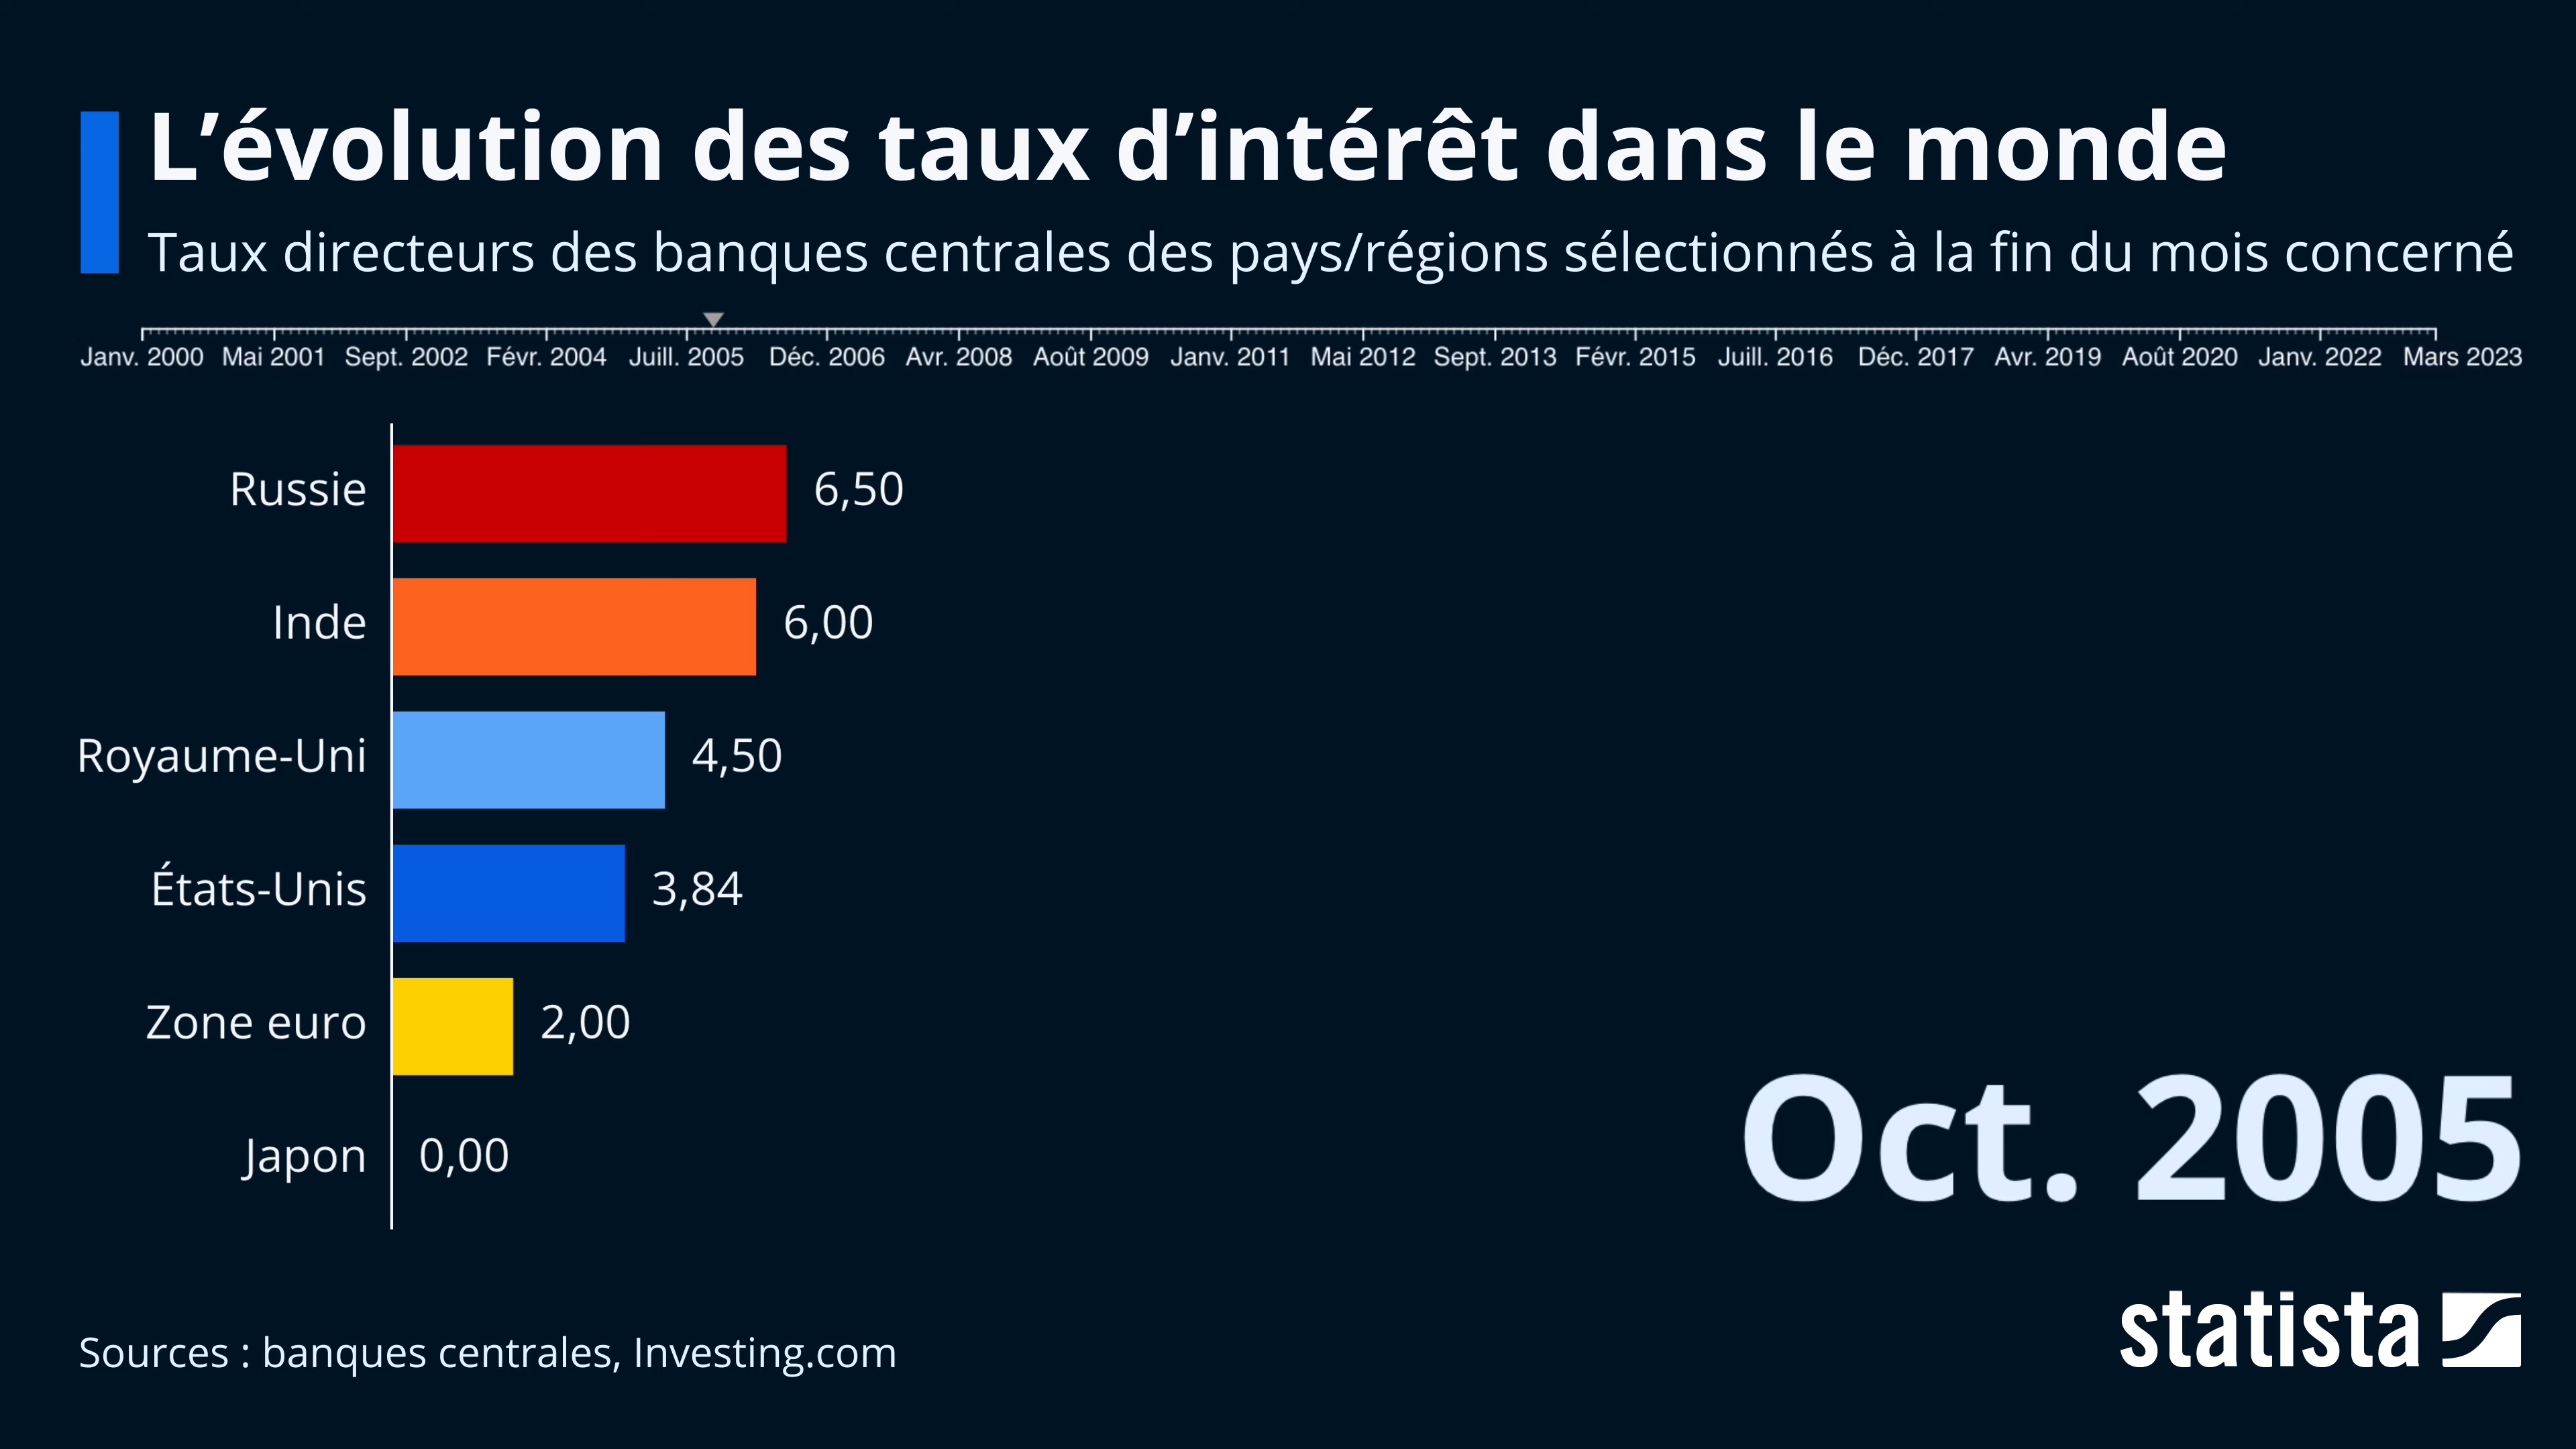 L’évolution des taux d’intérêt dans le monde
Taux directeurs des banques centrales des pays/régions sélectionnés à la fin du mois concerné
Janv. 2000 Mai 2001 Sept. 2002 Févr. 2004 Juill. 2005 Déc. 2006 Avr. 2008 Août 2009 Janv. 2011 Mai 2012 Sept. 2013 Févr. 2015 Juill. 2016 Déc. 2017 Avr. 2019 Août 2020 Janv. 2022 Mars 2023
Russie 6,50
Inde 6,00
Royaume-Uni 4,50
États-Unis 3,84
Zone euro 2,00
Japon 0,00
Oct. 2005
statista
Sources : banques centrales, Investing.com